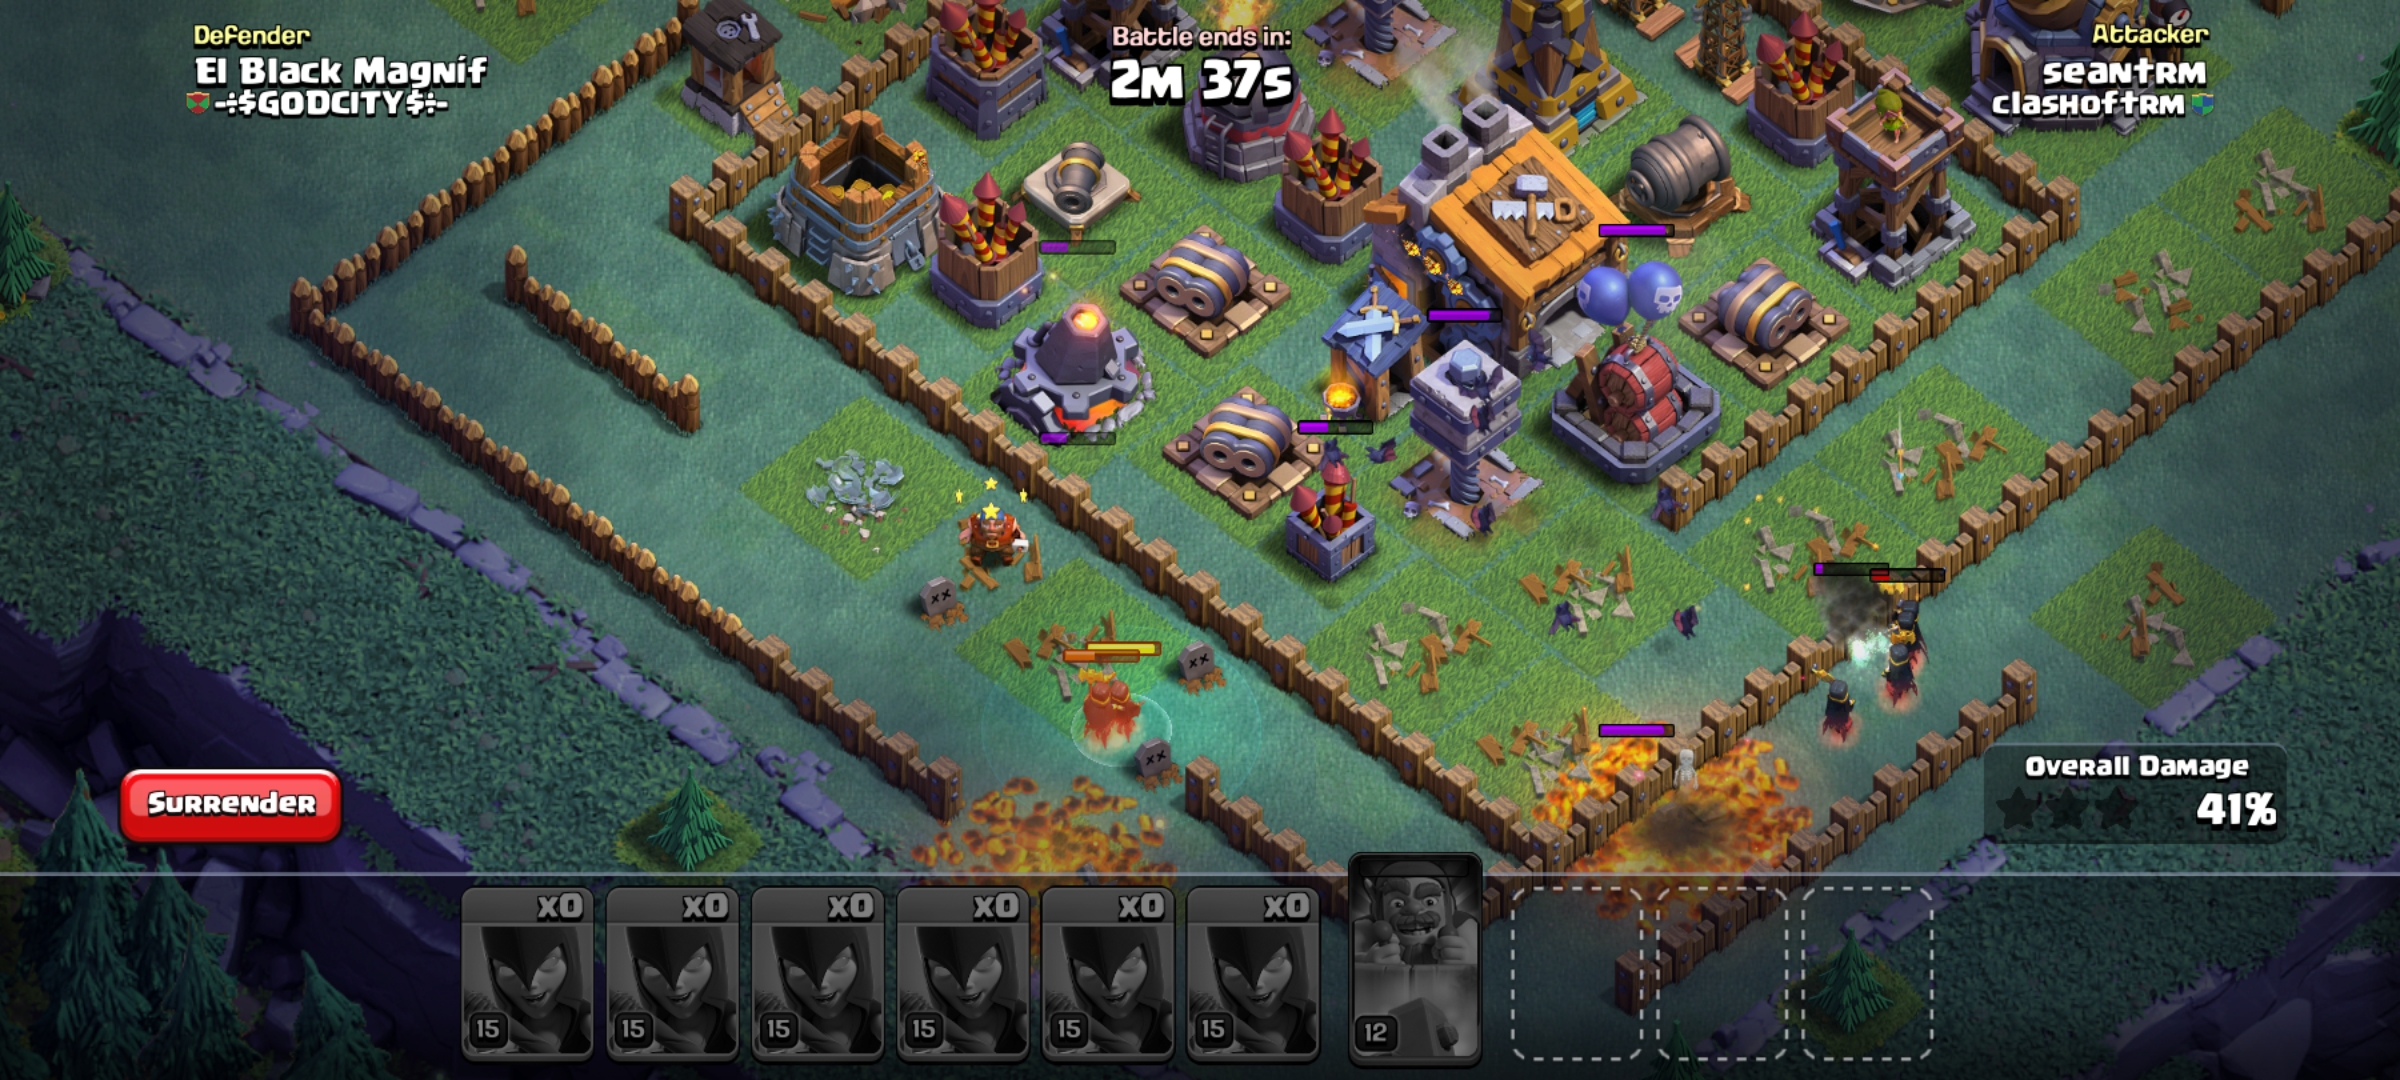 Defender
El Black Magnif
-÷$GODCITY$÷-
Battle ends in:
2M 37S
Attacker
seantRM
clashoftRM
Surrender
Overall Damage
41%
x0
x0
x0
x0
x0
x0
15
15
15
15
15
15
12